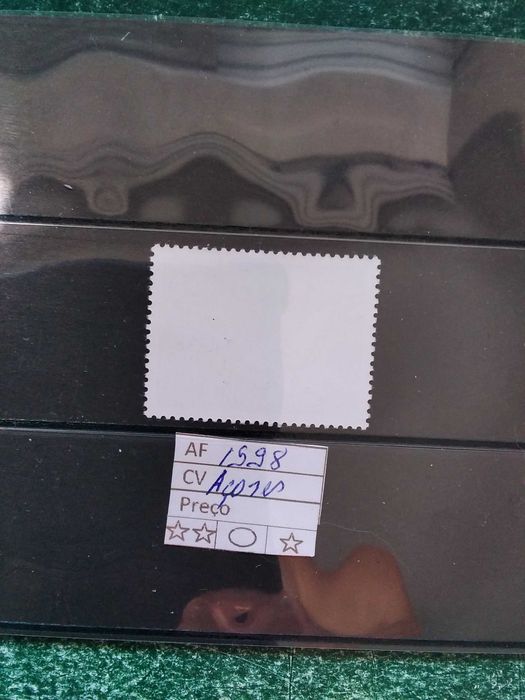 AF 1598
CV Açores
Preço